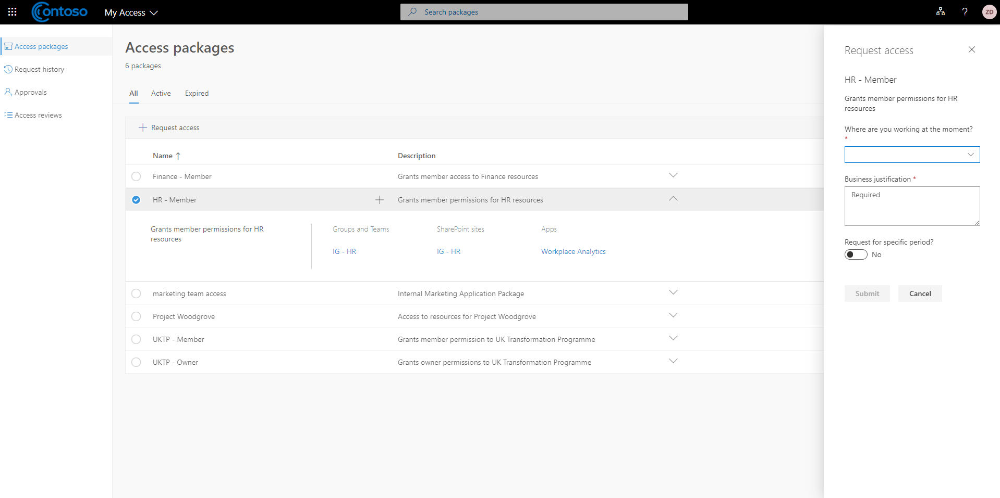 Contoso
My Access
Search packages
ZD
Access packages
Request history
Approvals
Access reviews
Access packages
6 packages
All Active Expired
Request access
Name Description
Finance - Member Grants member access to Finance resources
HR - Member Grants member permissions for HR resources
Grants member permissions for HR
resources
Groups and Teams SharePoint sites Apps
IG - HR IG - HR Workplace Analytics
marketing team access Internal Marketing Application Package
Project Woodgrove Access to resources for Project Woodgrove
UKTP - Member Grants member permission to UK Transformation Programme
UKTP - Owner Grants owner permissions to UK Transformation Programme
Request access
HR - Member
Grants member permissions for HR
resources
Where are you working at the moment?
*
Business justification *
Required
Request for specific period?
No
Submit Cancel